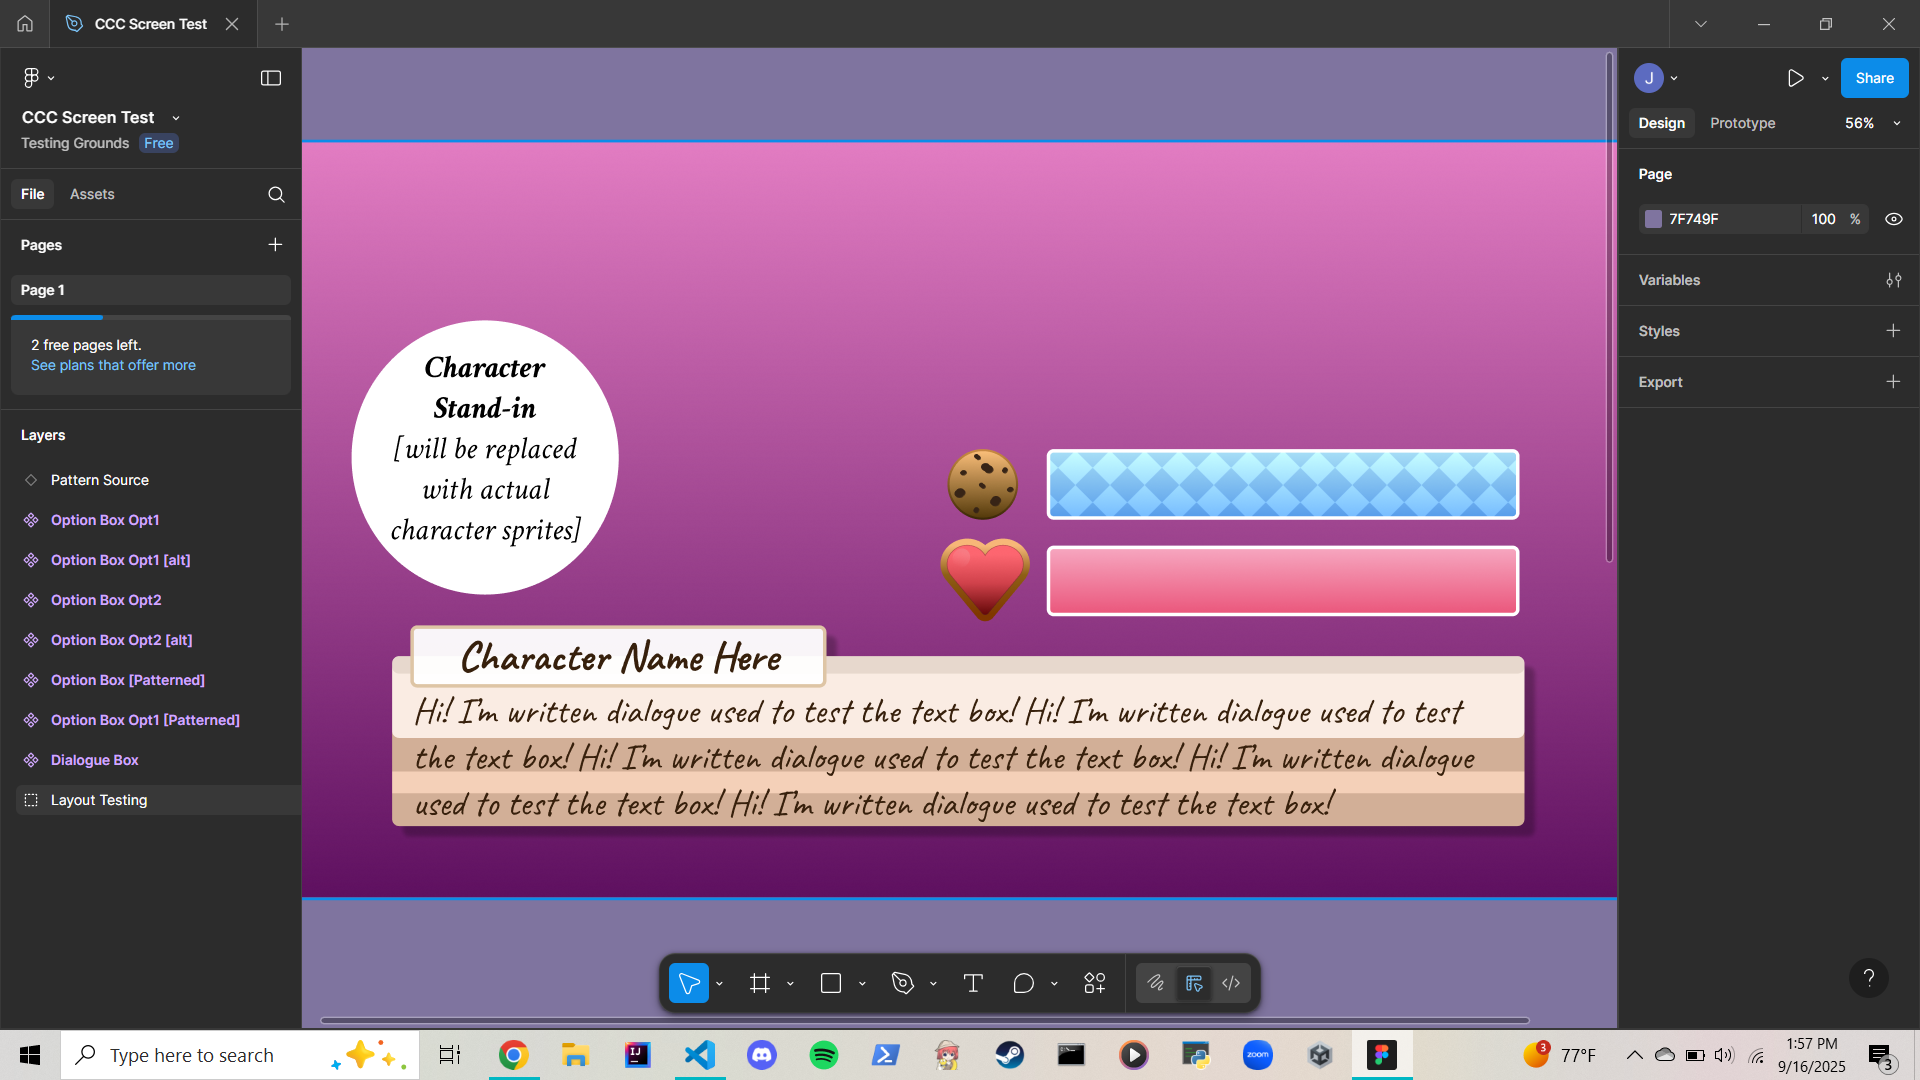 CCC Screen Test
CCC Screen Test
Testing Grounds Free
File Assets
Pages
Page 1
2 free pages left.
See plans that offer more
Layers
Pattern Source
Option Box Opt1
Option Box Opt1 [alt]
Option Box Opt2
Option Box Opt2 [alt]
Option Box [Patterned]
Option Box Opt1 [Patterned]
Dialogue Box
Layout Testing
Character
Stand-in
[will be replaced
with actual
character sprites]
Character Name Here
Hi! I'm written dialogue used to test the text box! Hi! I'm written dialogue used to test
the text box! Hi! I'm written dialogue used to test the text box! Hi! I'm written dialogue
used to test the text box! Hi! I'm written dialogue used to test the text box!
J
Share
Design Prototype 56%
Page
7F749F 100 %
Variables
Styles
Export
?
Type here to search
IJ
zoom
3
77°F
1:57 PM
9/16/2025
3